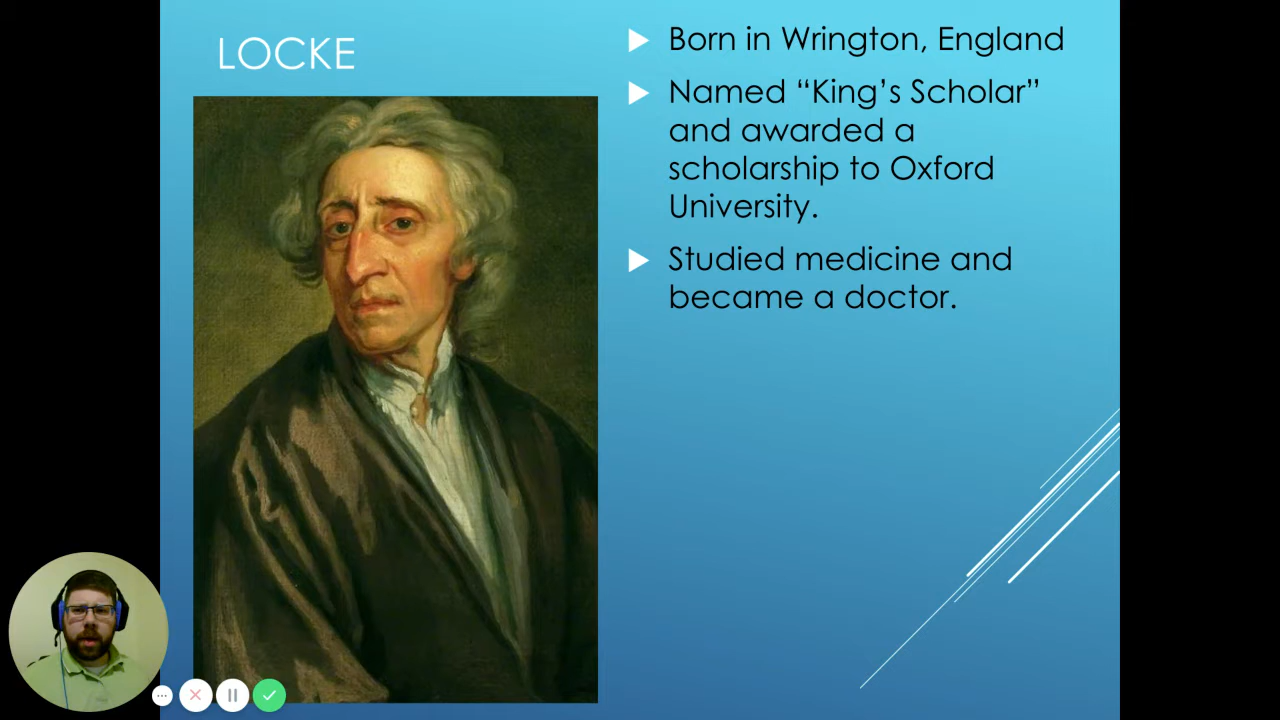 LOCKE
Born in Wrington, England
Named “King’s Scholar”
and awarded a
scholarship to Oxford
University.
Studied medicine and
became a doctor.